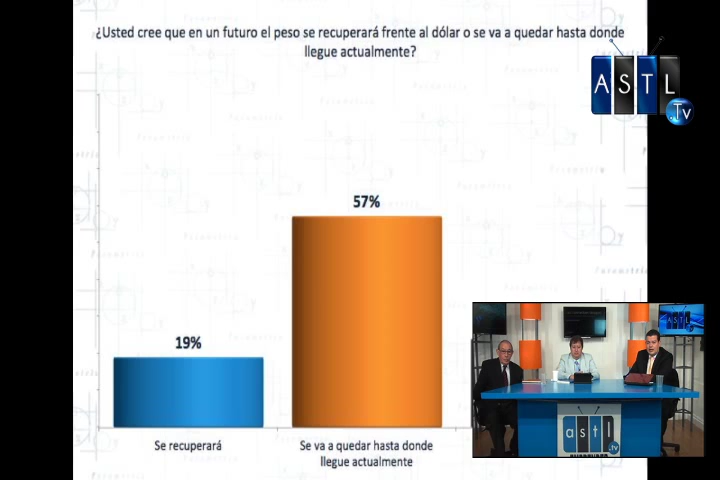 ¿Usted cree que en un futuro el peso se recuperará frente al dólar o se va a quedar hasta donde
llegue actualmente?
ASTL
.Tv
57%
19%
Se recuperará
Se va a quedar hasta donde
llegue actualmente
ASTL
astl
.tv